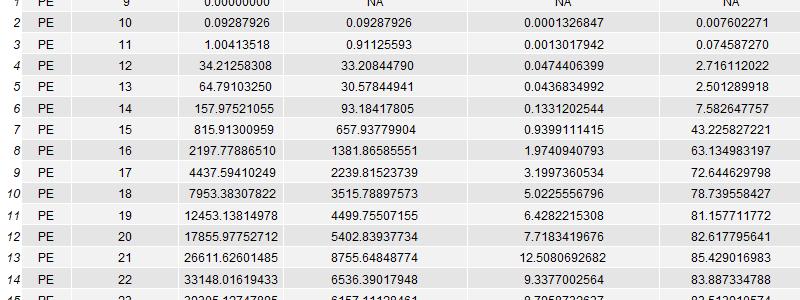 1 PE 9 0.00000000 NA NA NA
2 PE 10 0.09287926 0.09287926 0.0001326847 0.007602271
3 PE 11 1.00413518 0.91125593 0.0013017942 0.074587270
4 PE 12 34.21258308 33.20844790 0.0474406399 2.716112022
5 PE 13 64.79103250 30.57844941 0.0436834992 2.501289918
6 PE 14 157.97521055 93.18417805 0.1331202544 7.582647757
7 PE 15 815.91300959 657.93779904 0.9399111415 43.225827221
8 PE 16 2197.77886510 1381.86585551 1.9740940793 63.134983197
9 PE 17 4437.59410249 2239.81523739 3.1997360534 72.644629798
10 PE 18 7953.38307822 3515.78897573 5.0225556796 78.739558427
11 PE 19 12453.13814978 4499.75507155 6.4282215308 81.157711772
12 PE 20 17855.97752712 5402.83937734 7.7183419676 82.617795641
13 PE 21 26611.62601485 8755.64848774 12.5080692682 85.429016983
14 PE 22 33148.01619433 6536.39017948 9.3377002564 83.887334788
15 PE 23